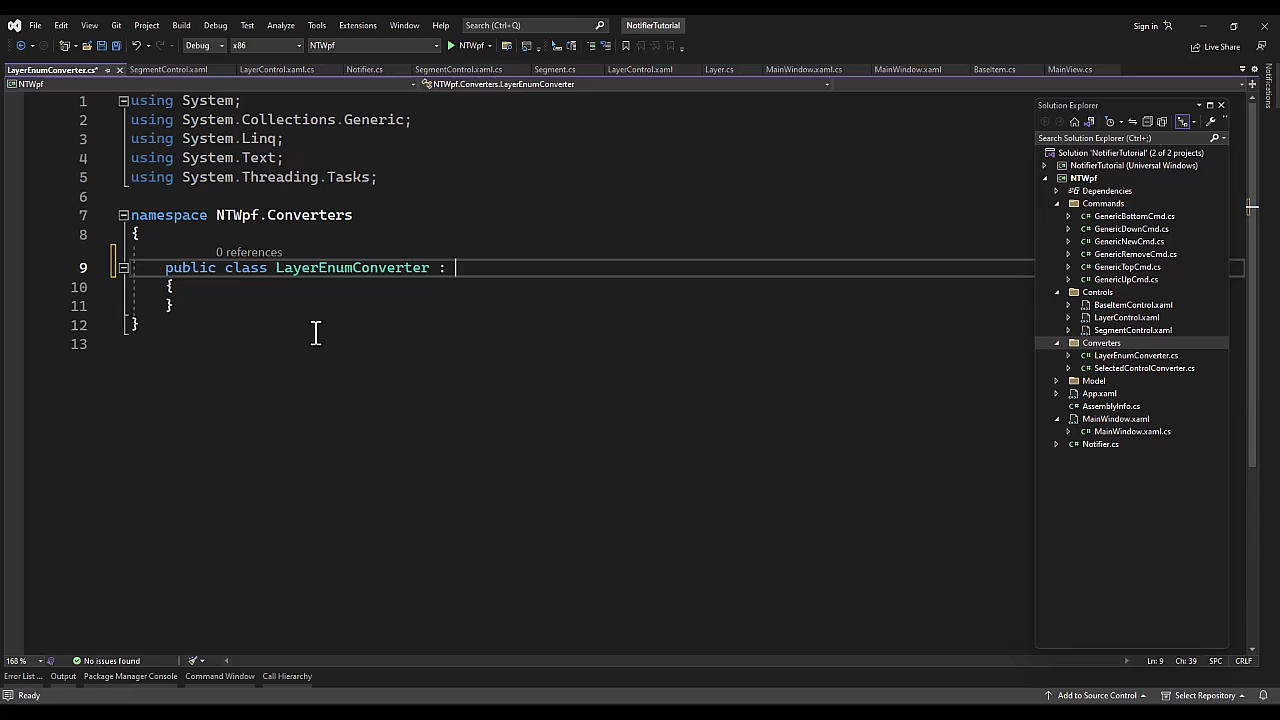 File Edit View Git Project Build Debug Test Analyze Tools Extensions Window Help Search (Ctrl+Q) NotifierTutorial Sign in
Debug x86 NTWpf NTWpf Live Share
LayerEnumConverter.cs* SegmentControl.xaml LayerControl.xaml.cs Notifier.cs SegmentControl.xaml.cs Segment.cs LayerControl.xaml Layer.cs MainWindow.xaml.cs MainWindow.xaml BaseItem.cs MainView.cs
NTWpf NTWpf.Converters.LayerEnumConverter
1 using System;
2 using System.Collections.Generic;
3 using System.Linq;
4 using System.Text;
5 using System.Threading.Tasks;
6
7 namespace NTWpf.Converters
8 {
0 references
9 public class LayerEnumConverter :
10 {
11 }
12 }
13
Solution Explorer
Search Solution Explorer (Ctrl+;)
Solution 'NotifierTutorial' (2 of 2 projects)
NotifierTutorial (Universal Windows)
NTWpf
Dependencies
Commands
C# GenericBottomCmd.cs
C# GenericDownCmd.cs
C# GenericNewCmd.cs
C# GenericRemoveCmd.cs
C# GenericTopCmd.cs
C# GenericUpCmd.cs
Controls
BaseItemControl.xaml
LayerControl.xaml
SegmentControl.xaml
Converters
C# LayerEnumConverter.cs
C# SelectedControlConverter.cs
Model
App.xaml
C# AssemblyInfo.cs
MainWindow.xaml
C# MainWindow.xaml.cs
C# Notifier.cs
Notifications
168 % No issues found Ln: 9 Ch: 39 SPC CRLF
Error List ... Output Package Manager Console Command Window Call Hierarchy
Ready Add to Source Control Select Repository